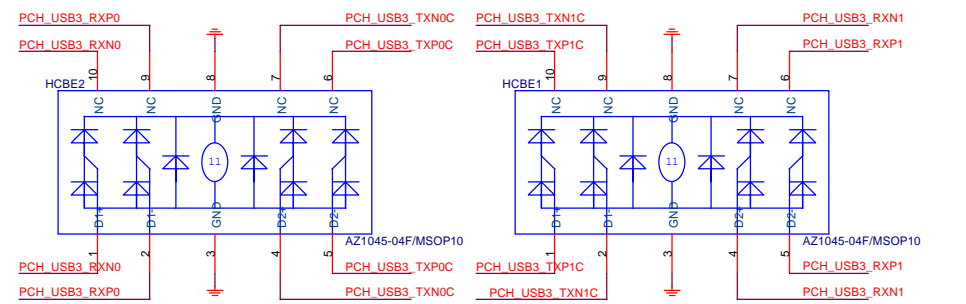 PCH_USB3_RXP0 PCH_USB3_TXN0C PCH_USB3_TXN1C PCH_USB3_RXN1
PCH_USB3_RXN0 PCH_USB3_TXP0C PCH_USB3_TXP1C PCH_USB3_RXP1
10 9 8 7 6 10 9 8 7 6
HCBE2 HCBE1
NC NC GND NC NC NC NC GND NC NC
11 11
D1+ D1- GND D2+ D2- D1+ D1- GND D2+ D2-
AZ1045-04F/MSOP10 AZ1045-04F/MSOP10
1 2 3 4 5 1 2 3 4 5
PCH_USB3_RXN0 PCH_USB3_TXP0C PCH_USB3_TXP1C PCH_USB3_RXP1
PCH_USB3_RXP0 PCH_USB3_TXN0C PCH_USB3_TXN1C PCH_USB3_RXN1